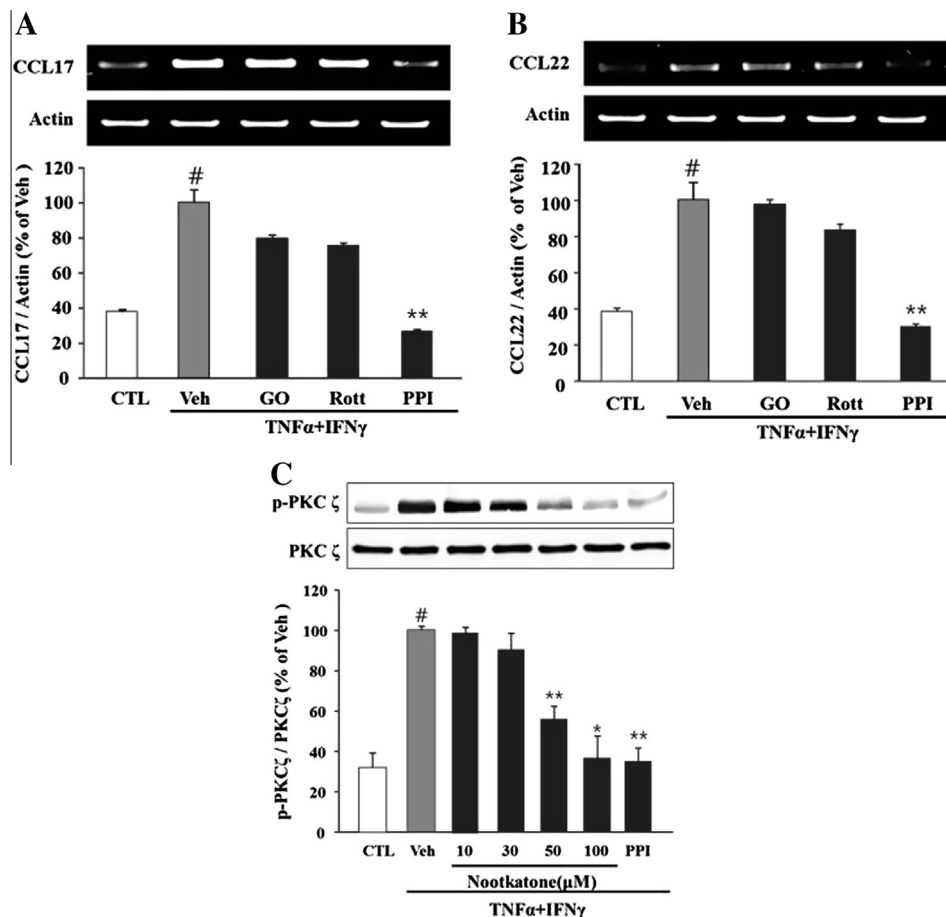 A
CCL17
Actin
CCL17 / Actin (% of Veh )
120
100
80
60
40
20
0
#
**
CTL Veh GO Rott PPI
TNFα+IFNγ
B
CCL22
Actin
CCL22 / Actin (% of Veh)
120
100
80
60
40
20
0
#
**
CTL Veh GO Rott PPI
TNFα+IFNγ
C
p-PKC ζ
PKC ζ
p-PKCζ / PKCζ (% of Veh )
120
100
80
60
40
20
0
#
**
*
**
CTL Veh 10 30 50 100 PPI
Nootkatone(μM)
TNFα+IFNγ